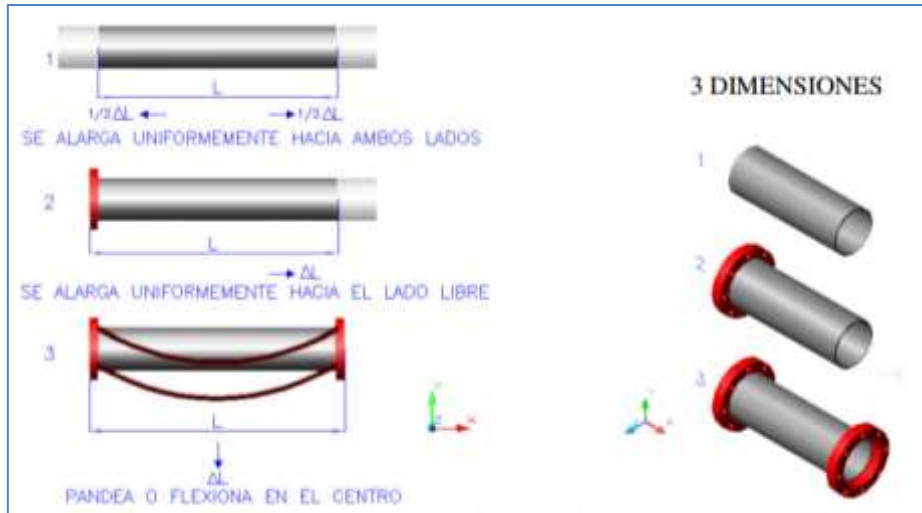 1
L
1/2 ΔL 1/2 ΔL
SE ALARGA UNIFORMEMENTE HACIA AMBOS LADOS
2
L
ΔL
SE ALARGA UNIFORMEMENTE HACIA EL LADO LIBRE
3
L
ΔL
PANDEA O FLEXIONA EN EL CENTRO
3 DIMENSIONES
1
2
3